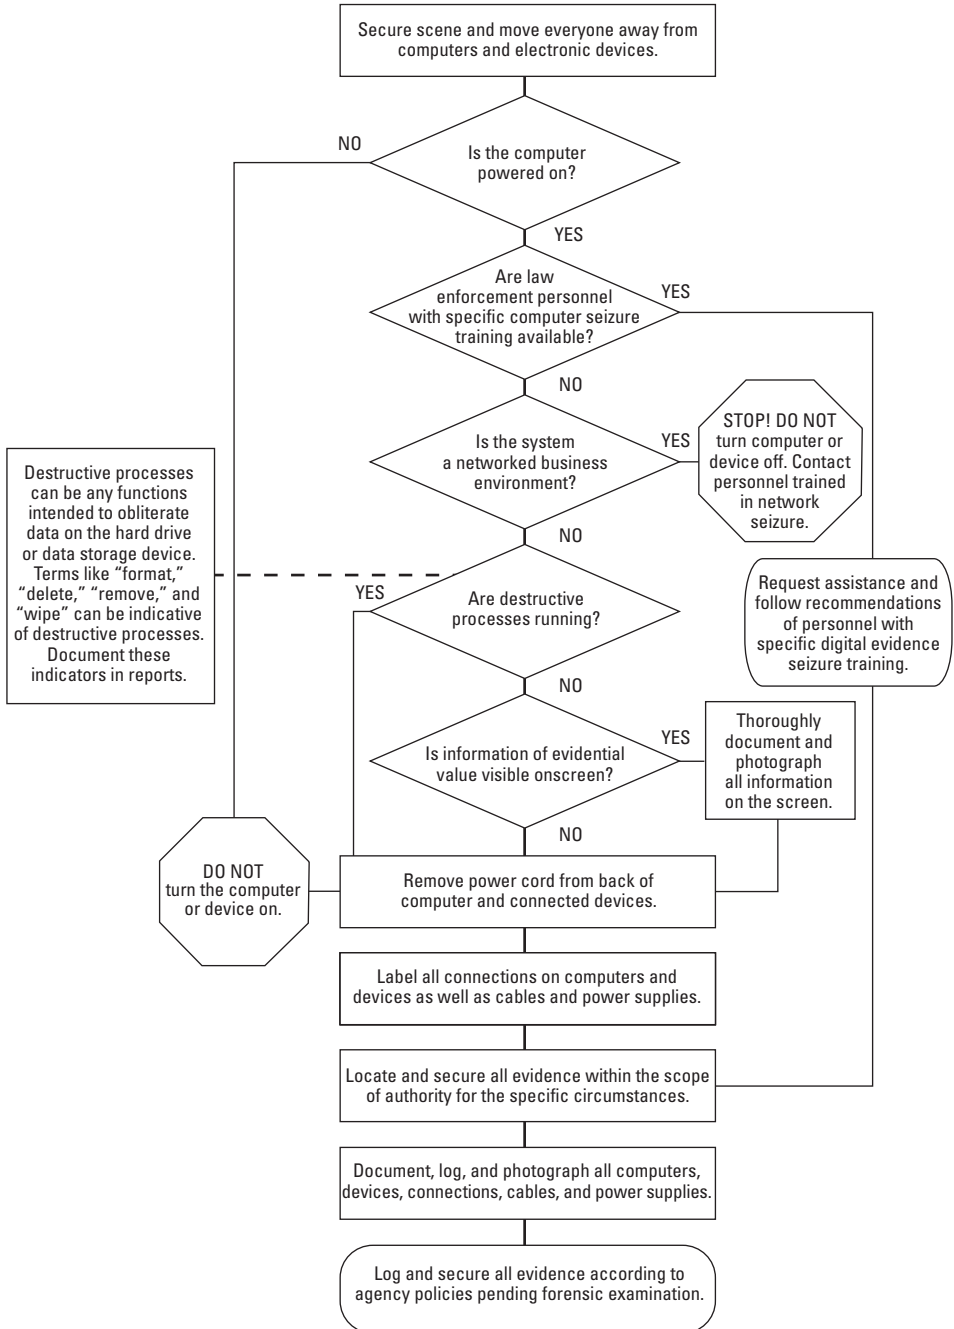 Secure scene and move everyone away from
computers and electronic devices.
NO
Is the computer
powered on?
YES
Are law
enforcement personnel
with specific computer seizure
training available?
YES
NO
Is the system
a networked business
environment?
YES
STOP! DO NOT
turn computer or
device off. Contact
personnel trained
in network
seizure.
NO
Destructive processes
can be any functions
intended to obliterate
data on the hard drive
or data storage device.
Terms like “format,”
“delete,” “remove,” and
“wipe” can be indicative
of destructive processes.
Document these
indicators in reports.
YES
Are destructive
processes running?
Request assistance and
follow recommendations
of personnel with
specific digital evidence
seizure training.
NO
Is information of evidential
value visible onscreen?
YES
Thoroughly
document and
photograph
all information
on the screen.
NO
DO NOT
turn the computer
or device on.
Remove power cord from back of
computer and connected devices.
Label all connections on computers and
devices as well as cables and power supplies.
Locate and secure all evidence within the scope
of authority for the specific circumstances.
Document, log, and photograph all computers,
devices, connections, cables, and power supplies.
Log and secure all evidence according to
agency policies pending forensic examination.